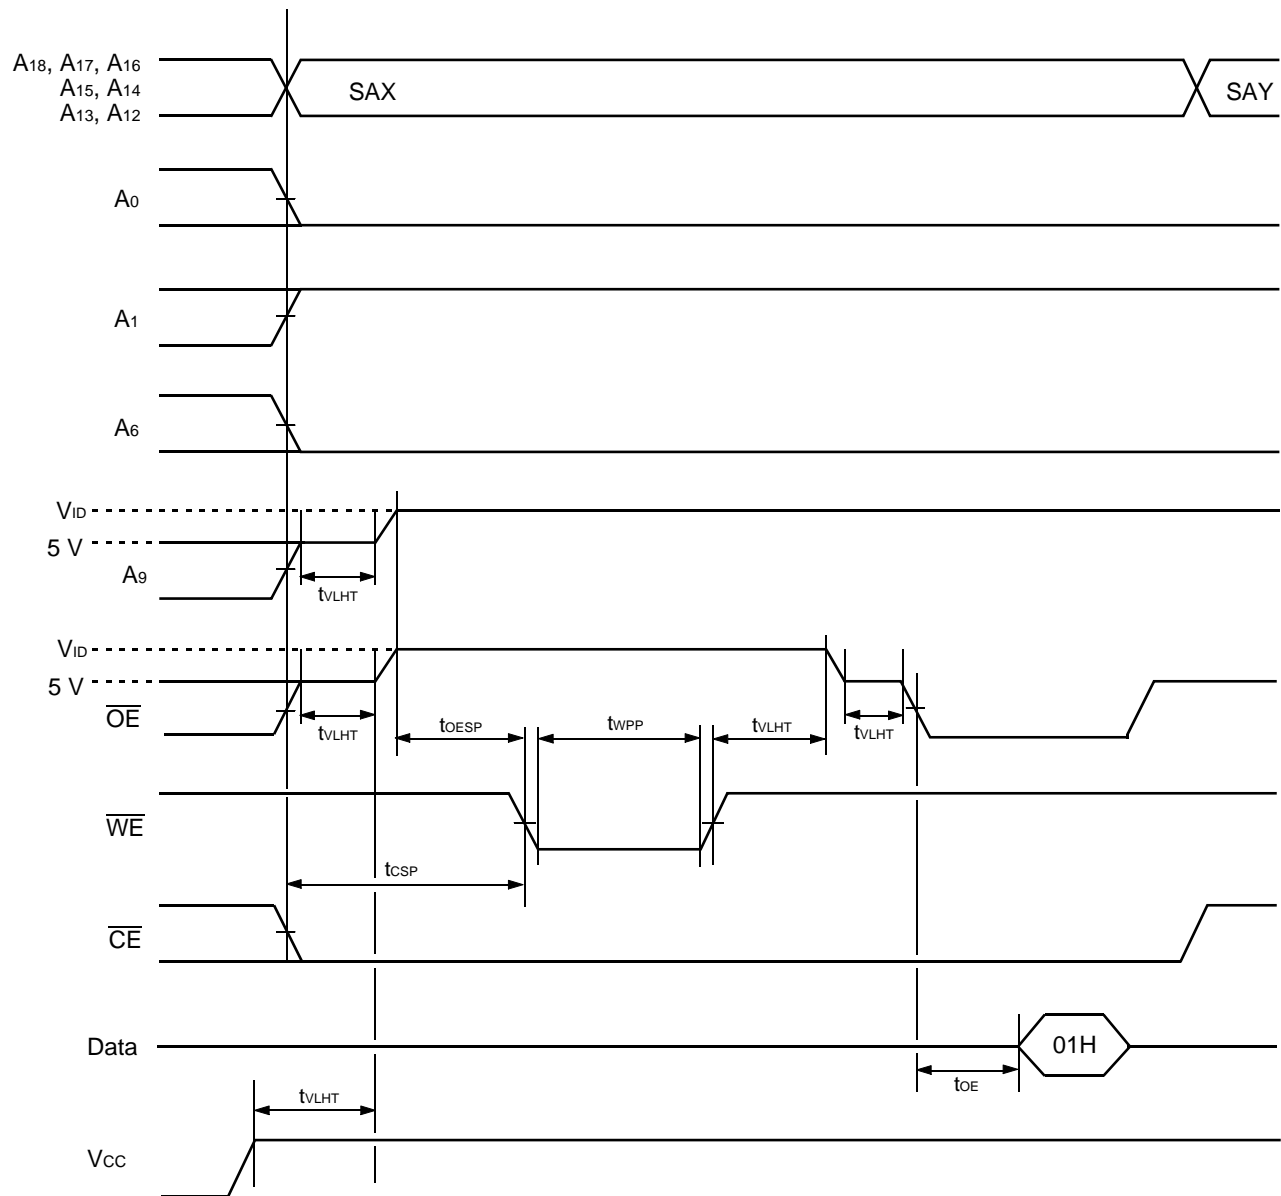 A18, A17, A16
A15, A14
A13, A12
SAX
SAY
A0
A1
A6
VID
5 V
A9
tVLHT
VID
5 V
OE
tVLHT
tOESP
tWPP
tVLHT
tVLHT
WE
tCSP
CE
Data
01H
tOE
tVLHT
VCC